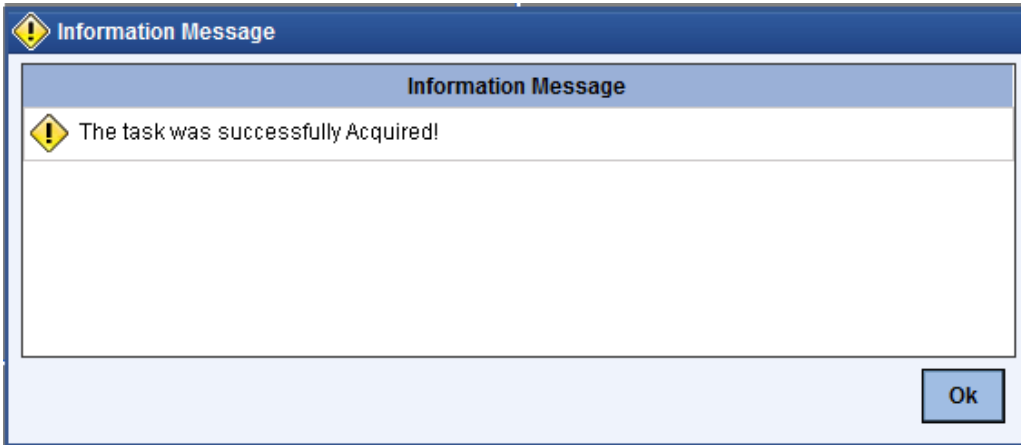 Information Message
Information Message
The task was successfully Acquired!
Ok